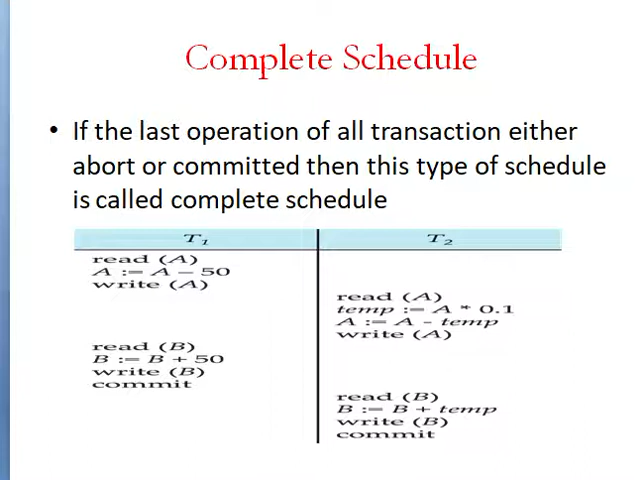 Complete Schedule
• If the last operation of all transaction either
abort or committed then this type of schedule
is called complete schedule
T1 T2
read (A)
A := A – 50
write (A)
read (A)
temp := A * 0.1
A := A - temp
write (A)
read (B)
B := B + 50
write (B)
commit
read (B)
B := B + temp
write (B)
commit